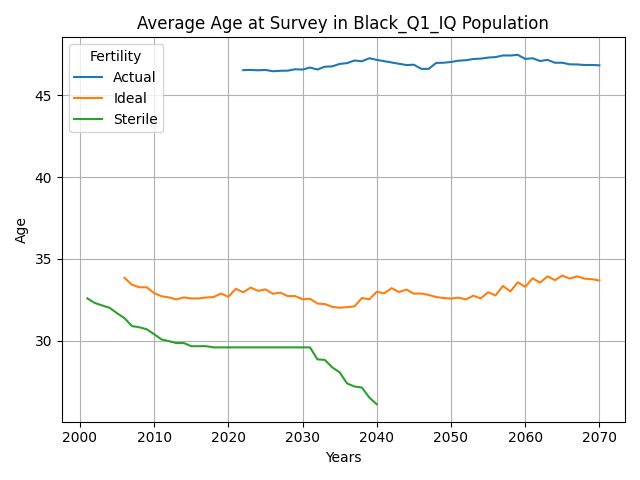 Average Age at Survey in Black_Q1_IQ Population
Fertility
Actual
Ideal
Sterile
Age
45
40
35
30
2000 2010 2020 2030 2040 2050 2060 2070
Years